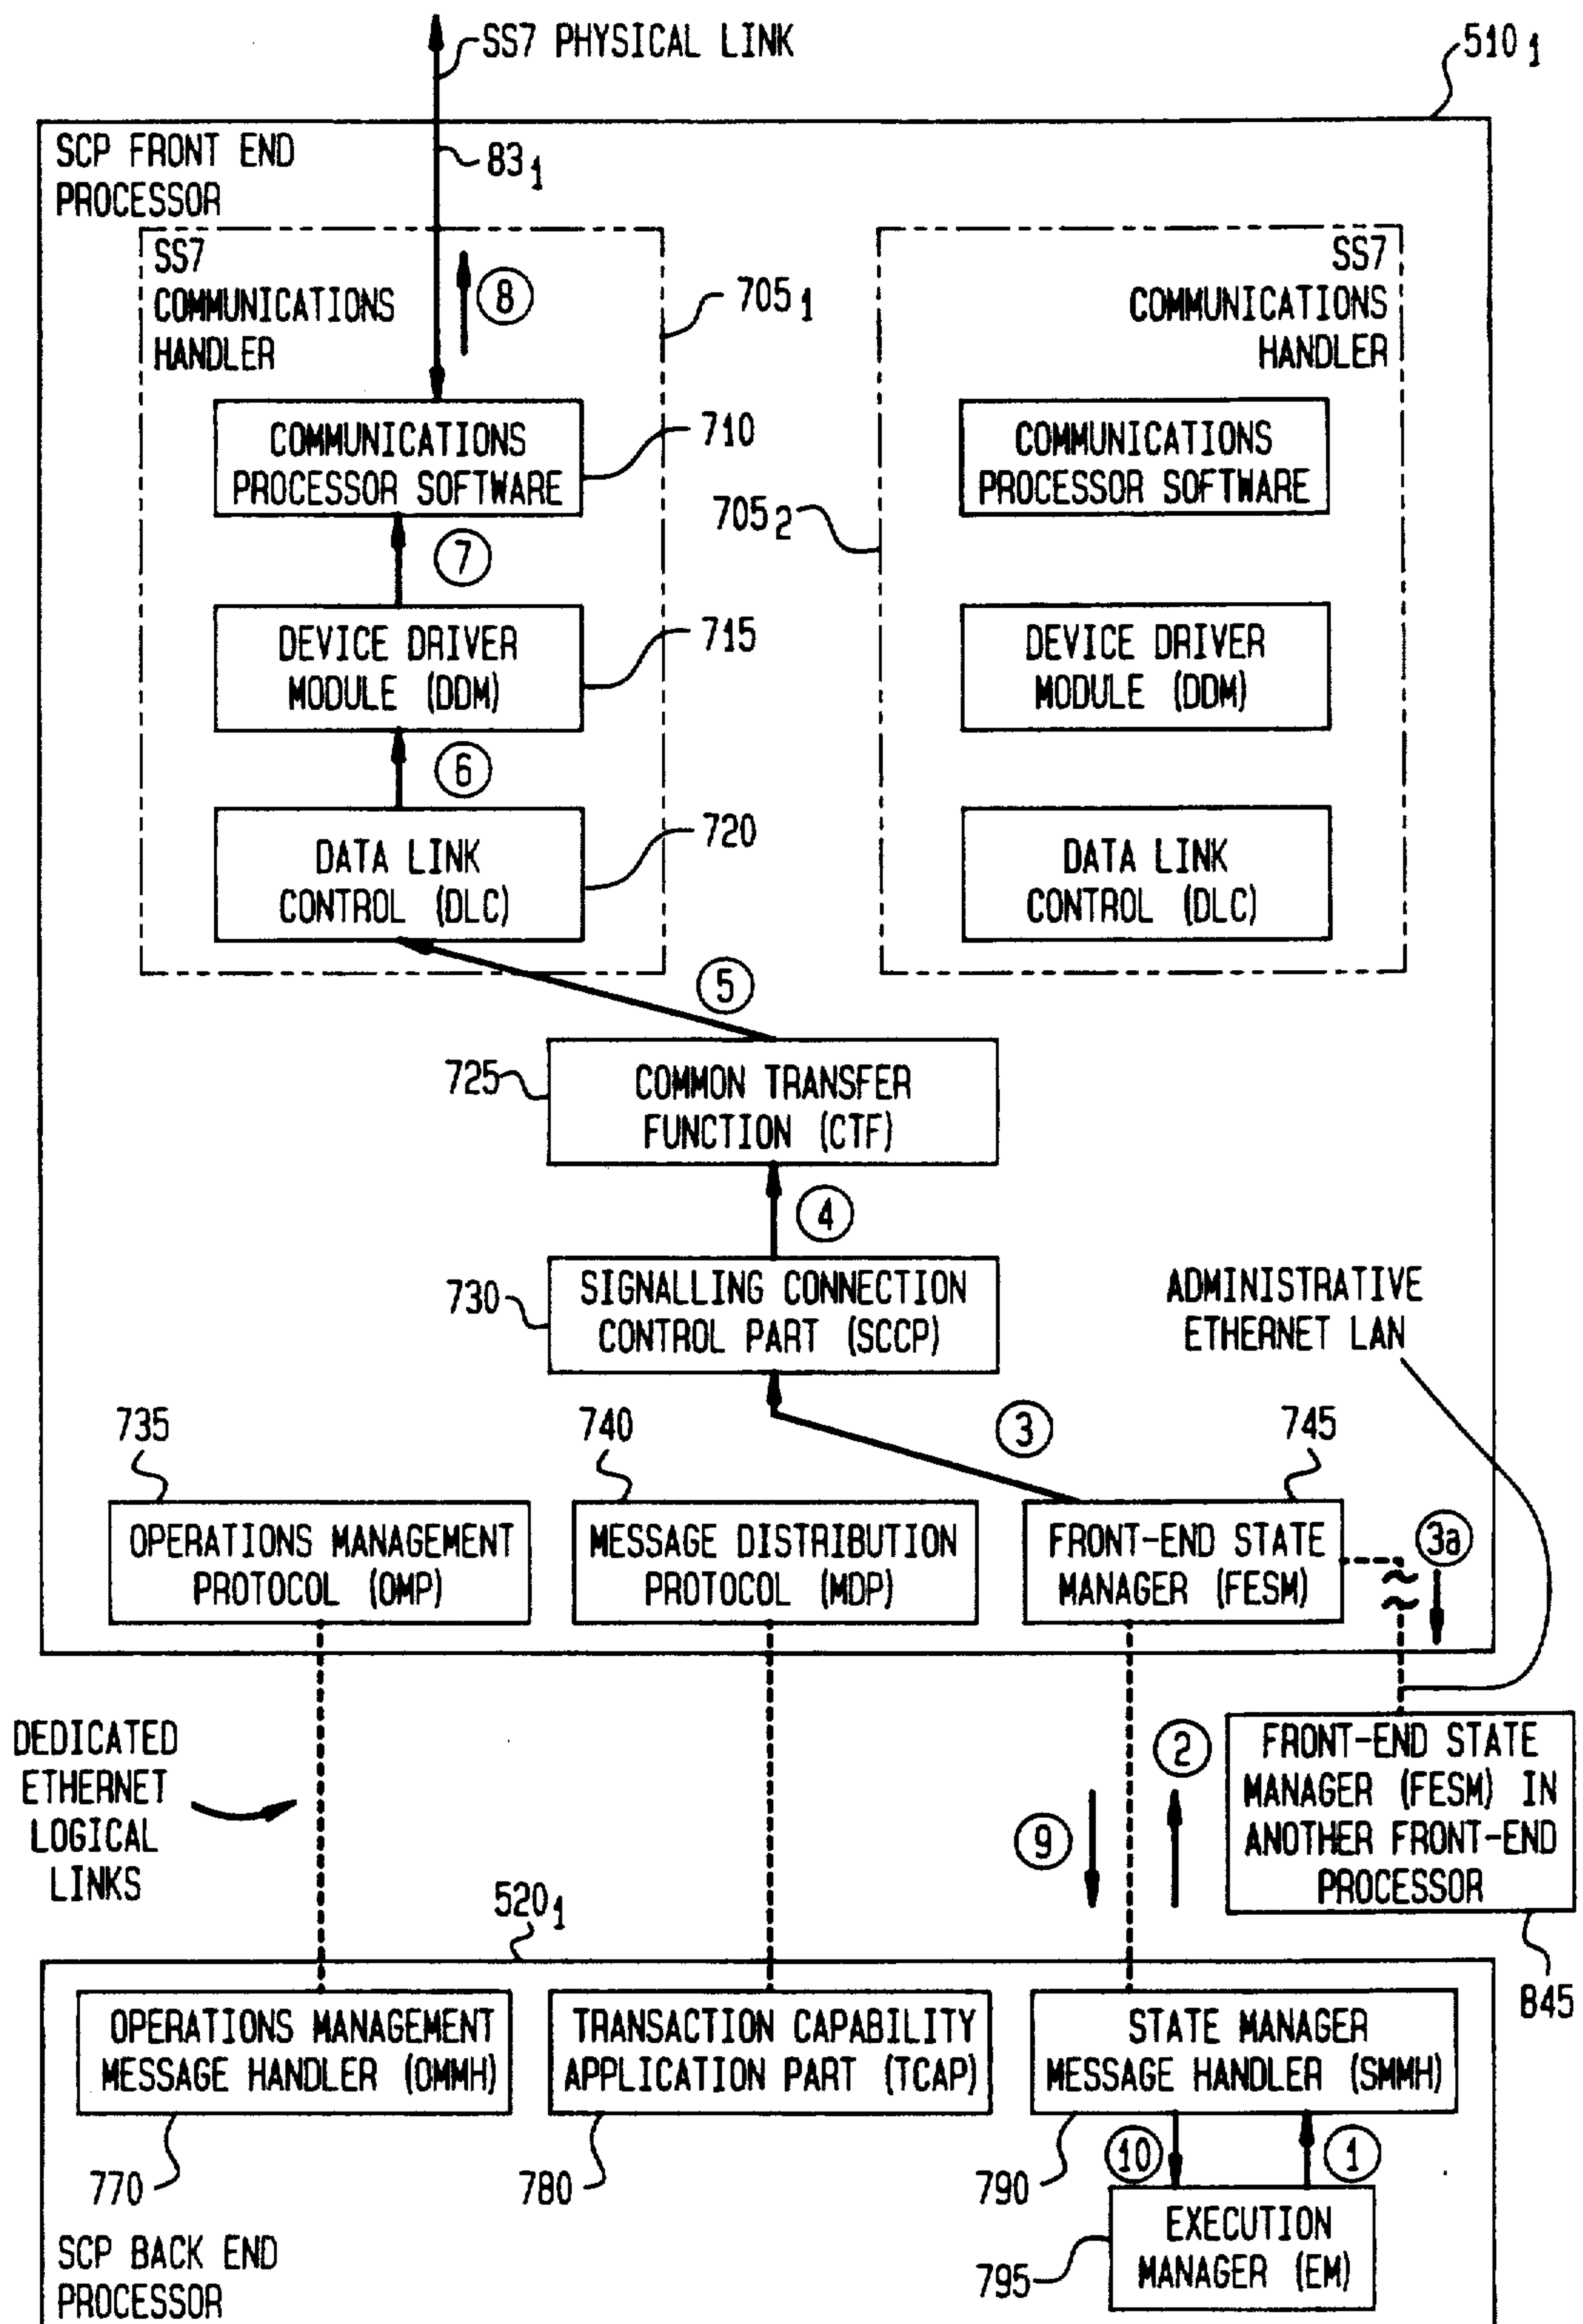 SS7 PHYSICAL LINK
510 1
SCP FRONT END
PROCESSOR
83 1
SS7
COMMUNICATIONS
HANDLER
8
705 1
SS7
COMMUNICATIONS
HANDLER
COMMUNICATIONS
PROCESSOR SOFTWARE
710
COMMUNICATIONS
PROCESSOR SOFTWARE
705 2
7
DEVICE DRIVER
MODULE (DDM)
715
DEVICE DRIVER
MODULE (DDM)
6
DATA LINK
CONTROL (DLC)
720
DATA LINK
CONTROL (DLC)
5
725
COMMON TRANSFER
FUNCTION (CTF)
4
730
SIGNALLING CONNECTION
CONTROL PART (SCCP)
ADMINISTRATIVE
ETHERNET LAN
735
740
3
745
OPERATIONS MANAGEMENT
PROTOCOL (OMP)
MESSAGE DISTRIBUTION
PROTOCOL (MDP)
FRONT-END STATE
MANAGER (FESM)
3a
DEDICATED
ETHERNET
LOGICAL
LINKS
9
2
FRONT-END STATE
MANAGER (FESM) IN
ANOTHER FRONT-END
PROCESSOR
845
520 1
OPERATIONS MANAGEMENT
MESSAGE HANDLER (OMMH)
TRANSACTION CAPABILITY
APPLICATION PART (TCAP)
STATE MANAGER
MESSAGE HANDLER (SMMH)
770
780
790
10
1
SCP BACK END
PROCESSOR
795
EXECUTION
MANAGER (EM)